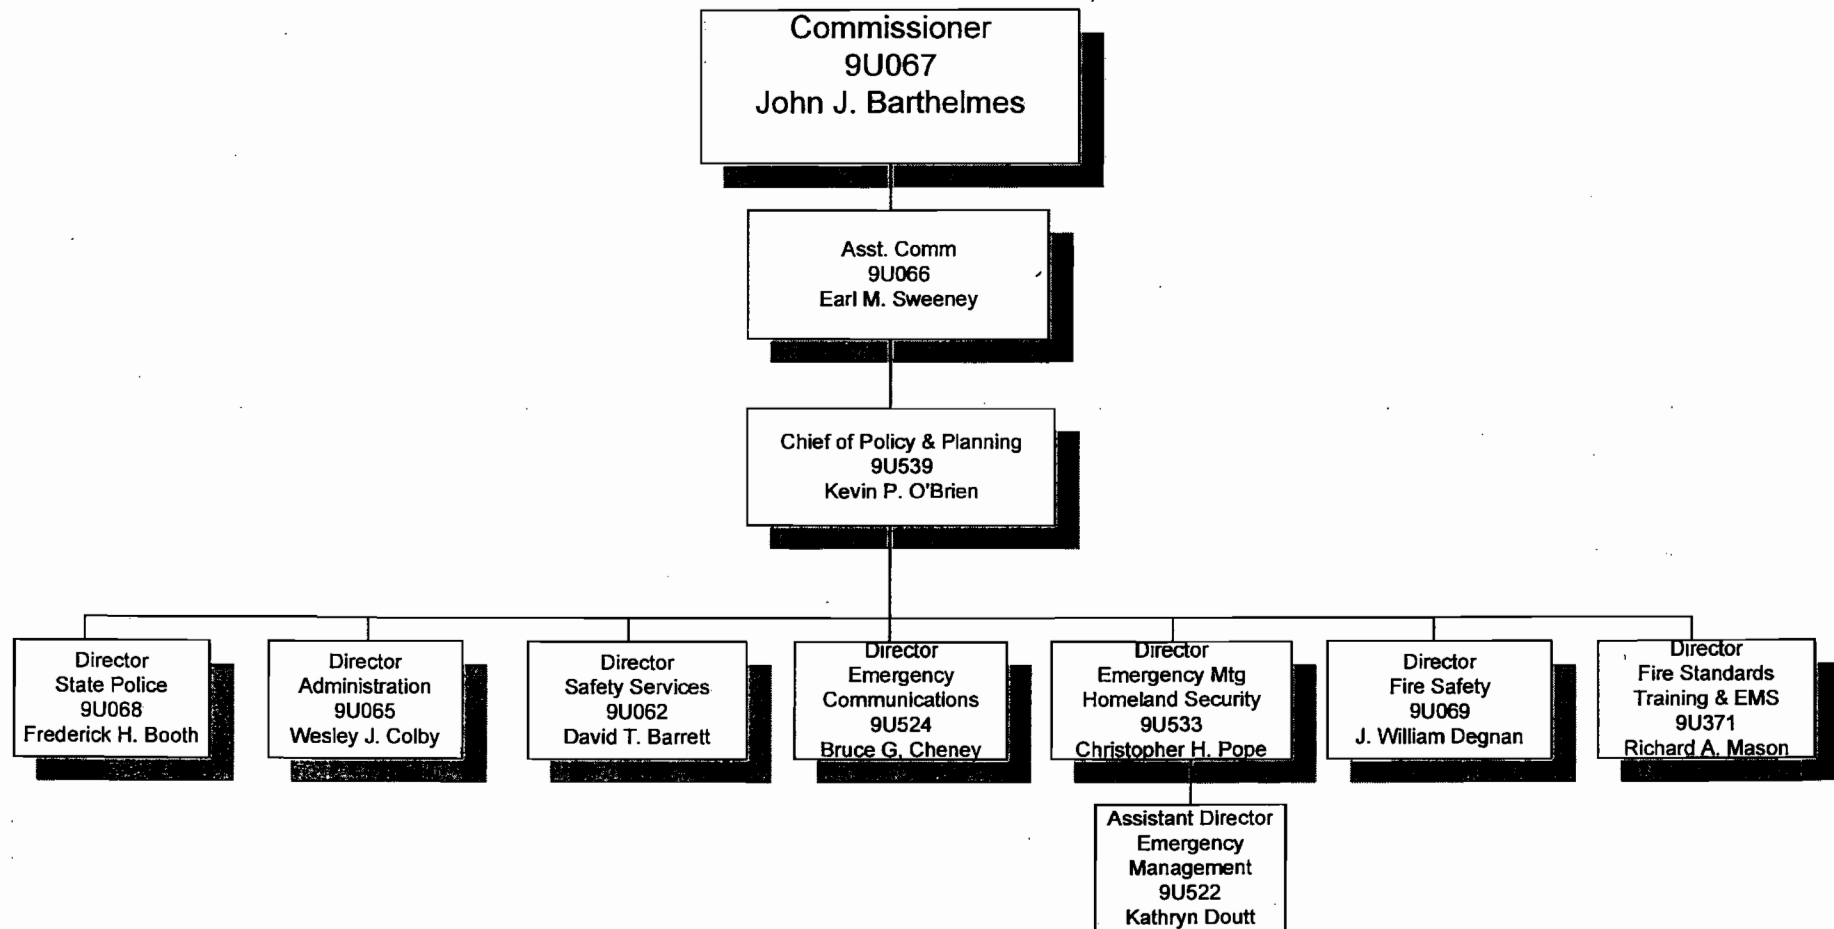 Commissioner
9U067
John J. Barthelmes
Asst. Comm
9U066
Earl M. Sweeney
Chief of Policy & Planning
9U539
Kevin P. O'Brien
Director
State Police
9U068
Frederick H. Booth
Director
Administration
9U065
Wesley J. Colby
Director
Safety Services
9U062
David T. Barrett
Director
Emergency
Communications
9U524
Bruce G, Cheney
Director
Emergency Mtg
Homeland Security
9U533
Christopher H. Pope
Director
Fire Safety
9U069
J. William Degnan
Director
Fire Standards
Training & EMS
9U371
Richard A. Mason
Assistant Director
Emergency
Management
9U522
Kathryn Doutt